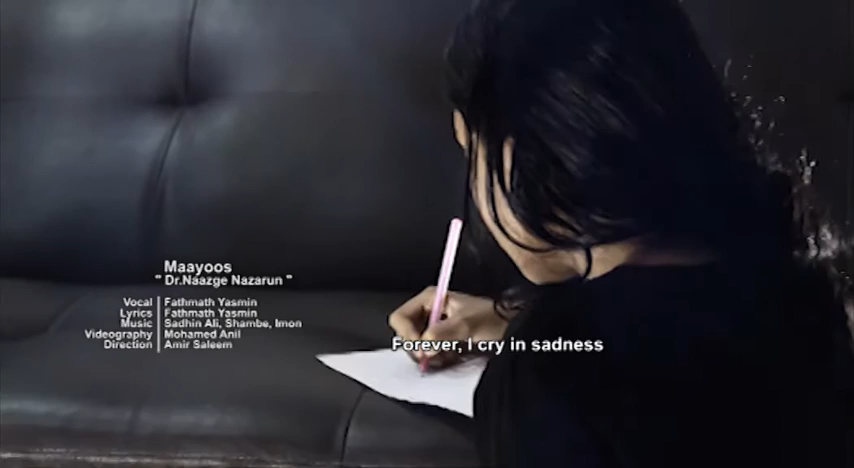 Maayoos
" Dr.Naazge Nazarun "
Vocal | Fathmath Yasmin
Lyrics | Fathmath Yasmin
Music | Sadhin Ali, Shambe, Imon
Videography | Mohamed Anil
Direction | Amir Saleem
Forever, I cry in sadness